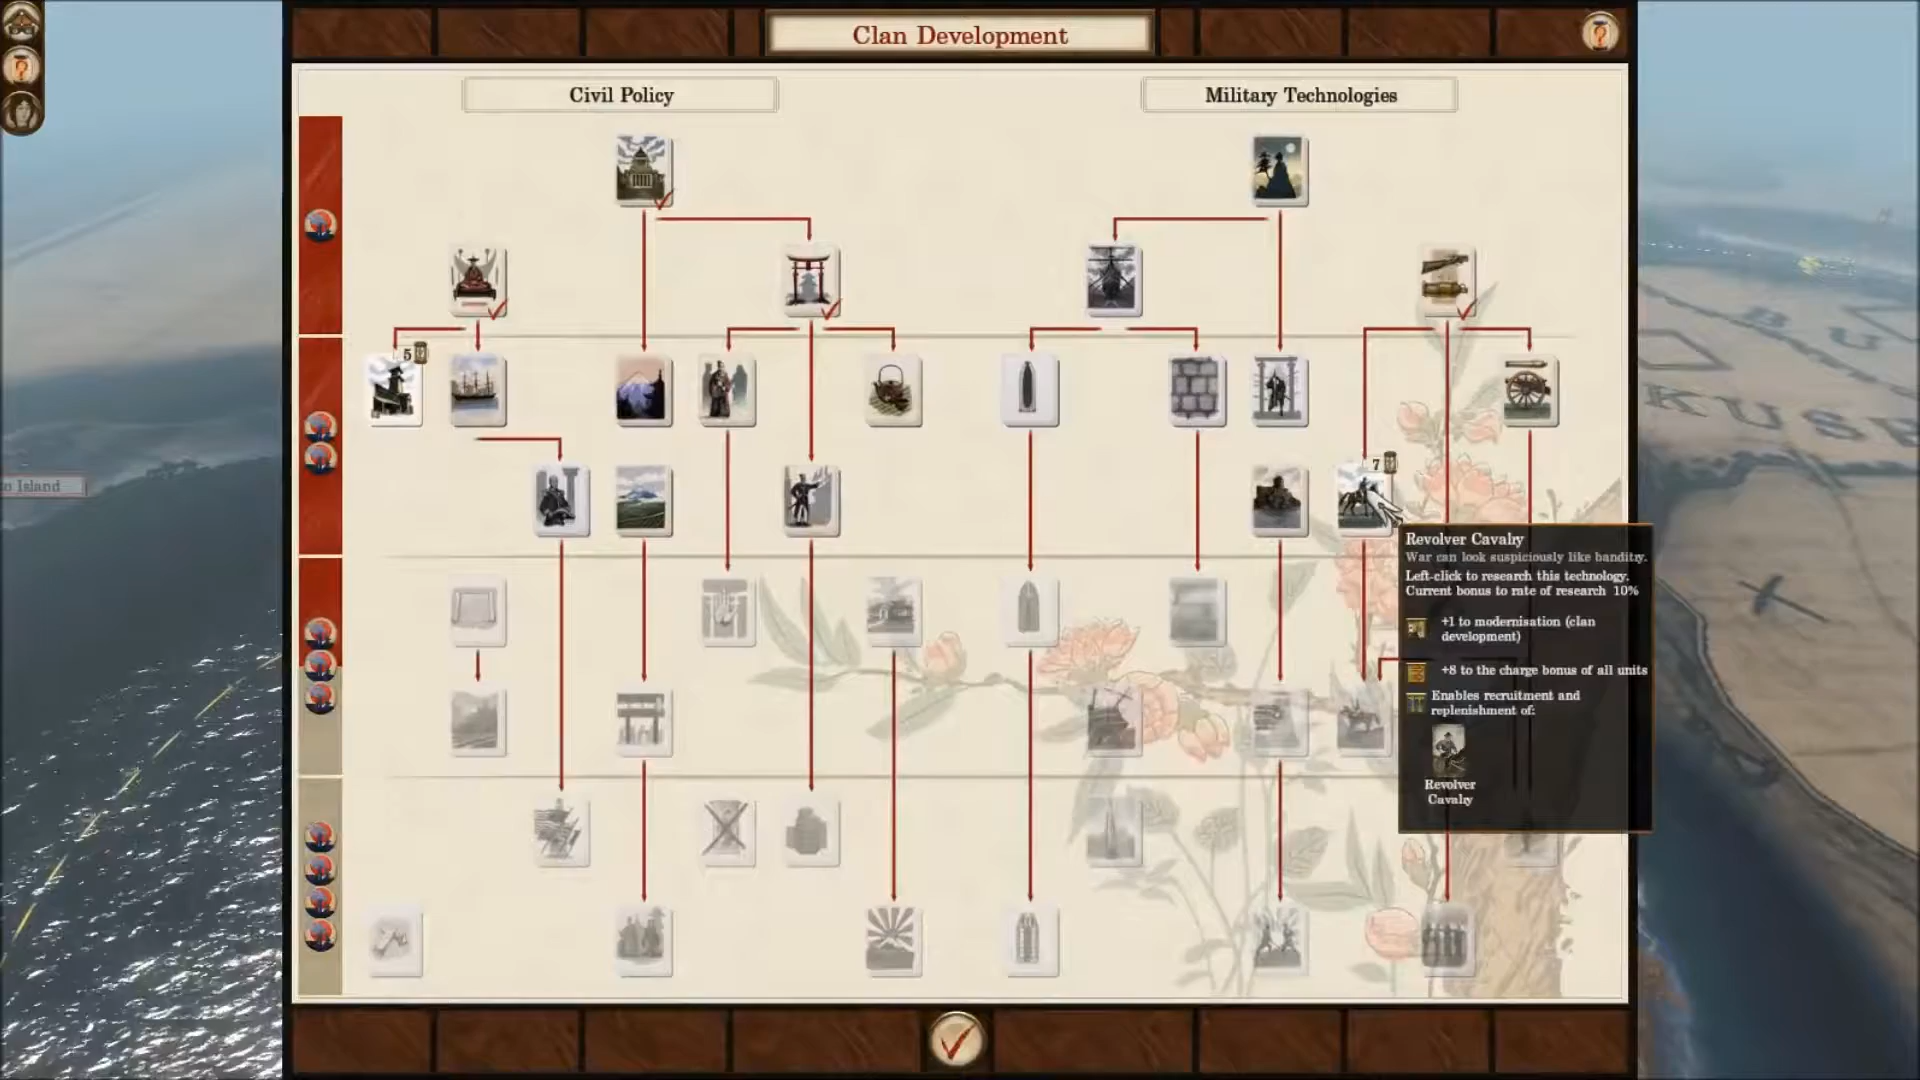 Clan Development
Civil Policy
Military Technologies
5
7
Island
BU
KUSE
Revolver Cavalry
War can look suspiciously like banditry.
Left-click to research this technology.
Current bonus to rate of research 10%
+1 to modernisation (clan
development)
+8 to the charge bonus of all units
Enables recruitment and
replenishment of:
Revolver
Cavalry